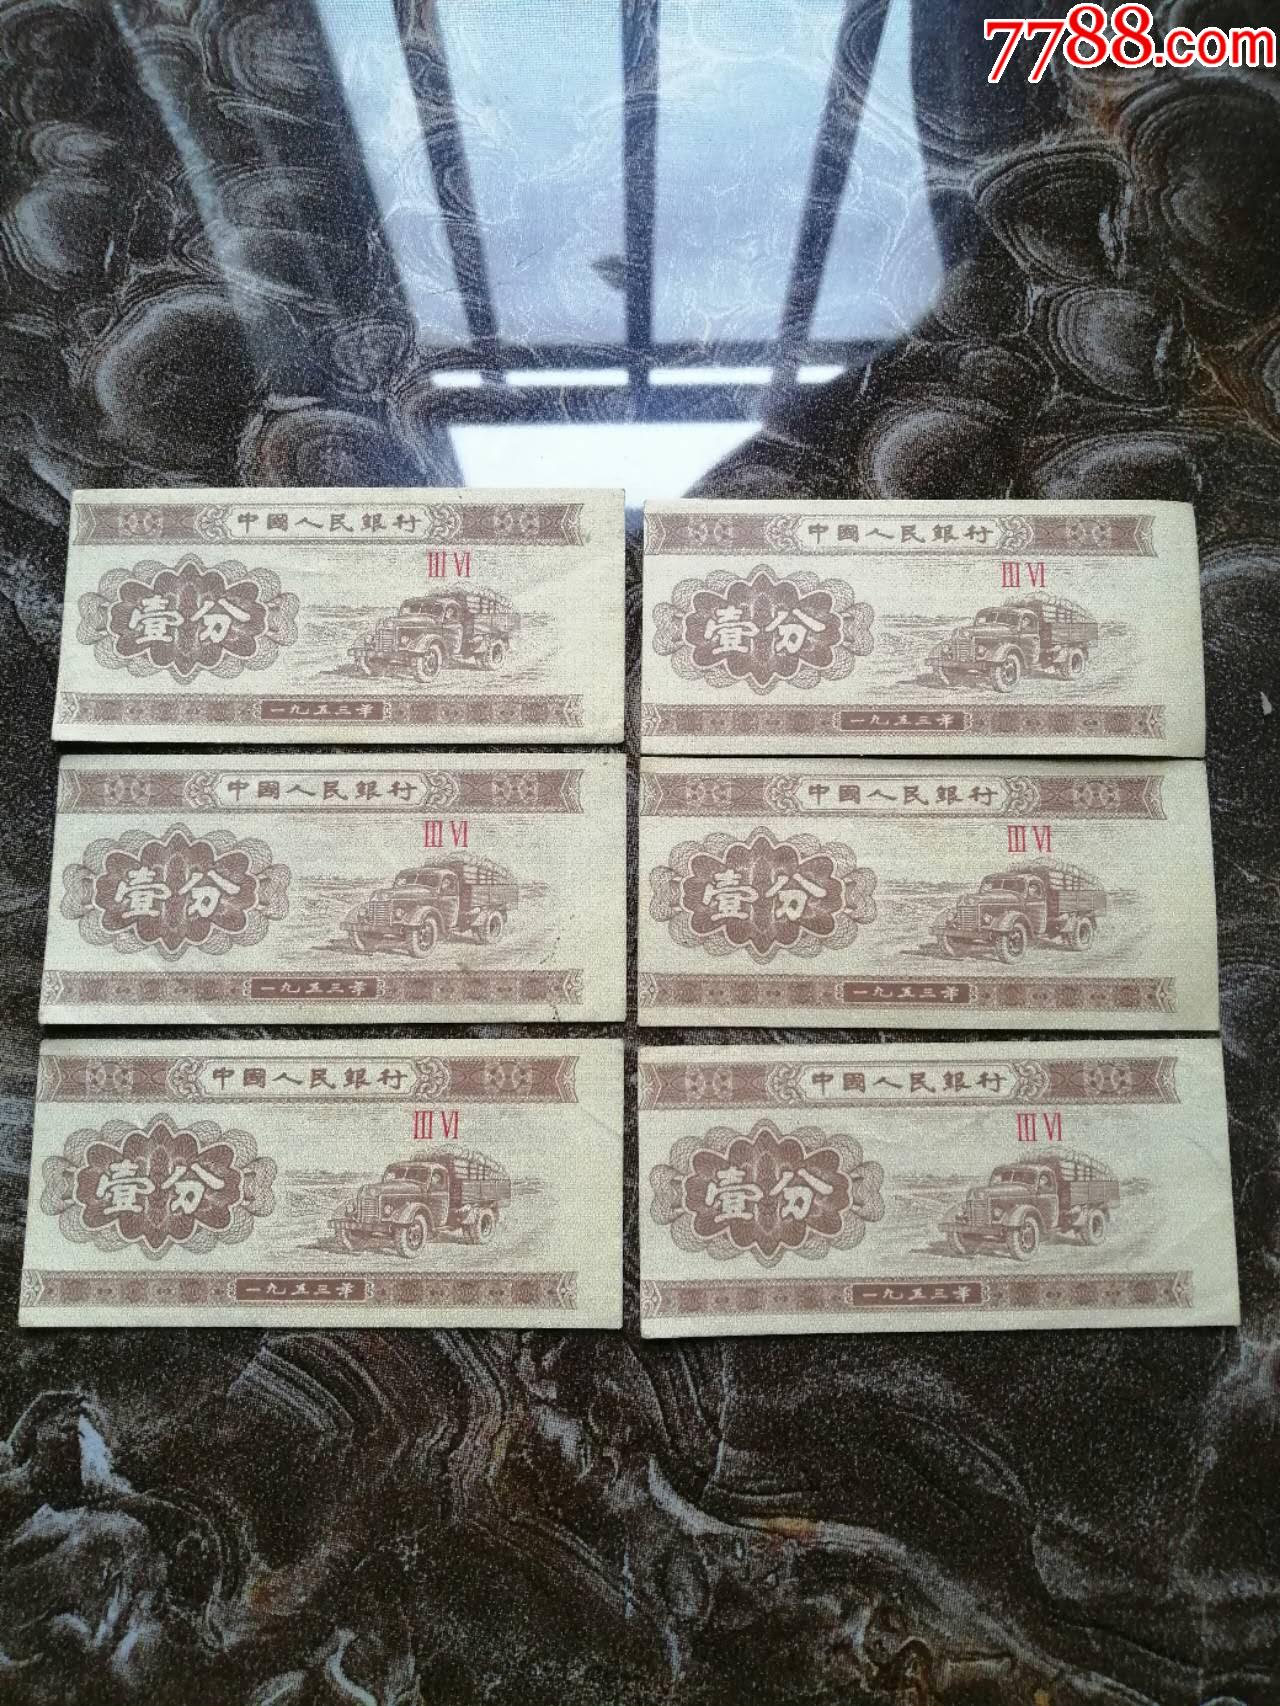 7788.com
中國人民銀行
III VI
壹分
一九五三年
中國人民銀行
III VI
壹分
一九五三年
中國人民銀行
III VI
壹分
一九五三年
中國人民銀行
III VI
壹分
一九五三年
中國人民銀行
III VI
壹分
一九五三年
中國人民銀行
III VI
壹分
一九五三年